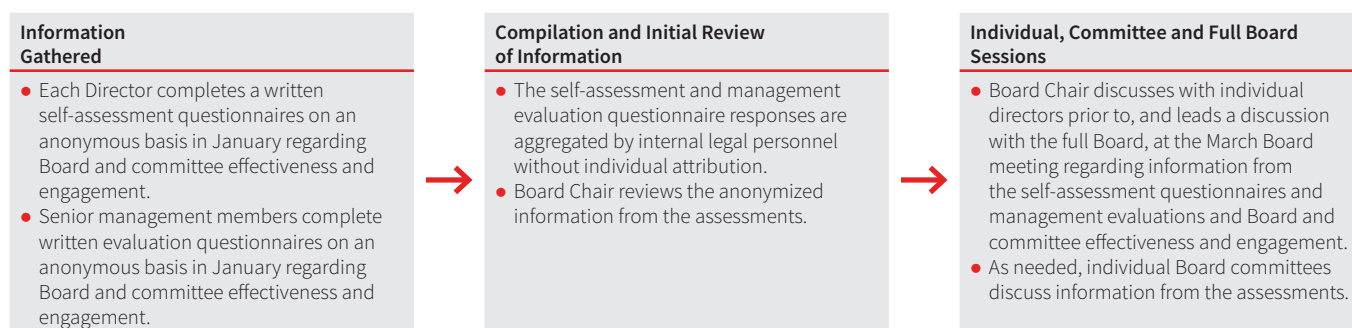 Information
Gathered
● Each Director completes a written
self-assessment questionnaires on an
anonymous basis in January regarding
Board and committee effectiveness and
engagement.
● Senior management members complete
written evaluation questionnaires on an
anonymous basis in January regarding
Board and committee effectiveness and
engagement.
Compilation and Initial Review
of Information
● The self-assessment and management
evaluation questionnaire responses are
aggregated by internal legal personnel
without individual attribution.
● Board Chair reviews the anonymized
information from the assessments.
Individual, Committee and Full Board
Sessions
● Board Chair discusses with individual
directors prior to, and leads a discussion
with the full Board, at the March Board
meeting regarding information from
the self-assessment questionnaires and
management evaluations and Board and
committee effectiveness and engagement.
● As needed, individual Board committees
discuss information from the assessments.